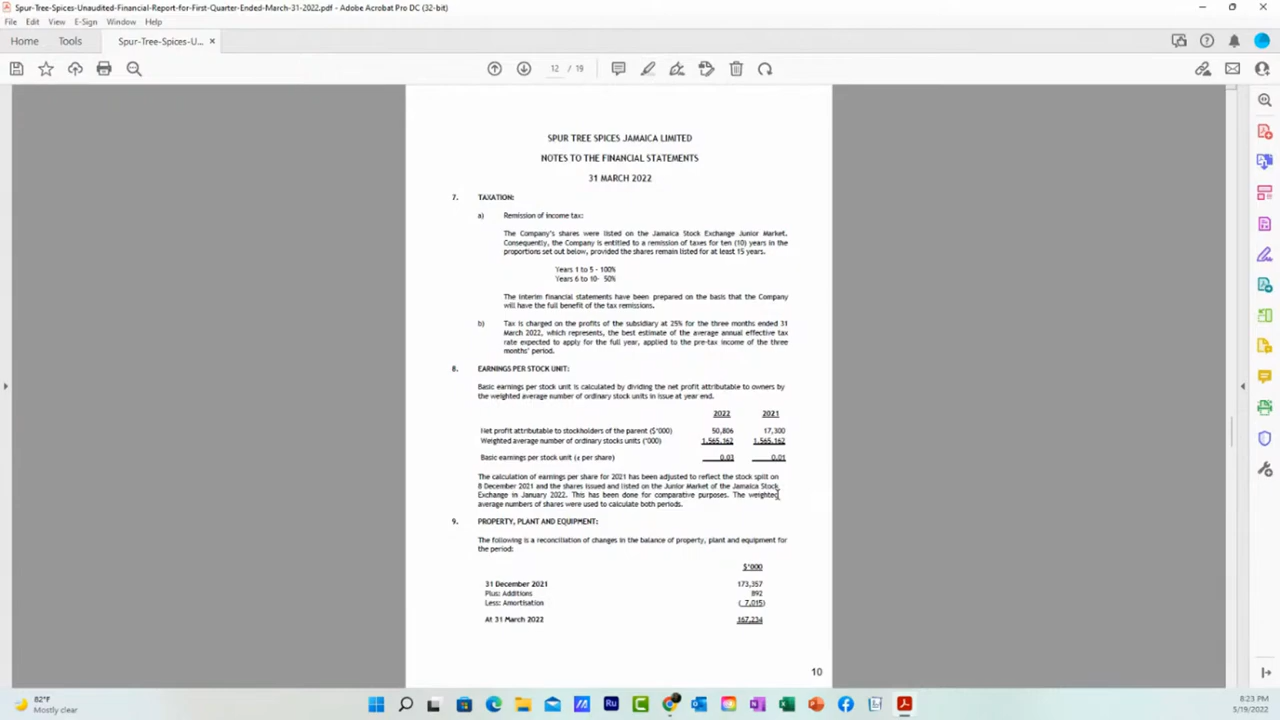 Spur-Tree-Spices-Unaudited-Financial-Report-for-First-Quarter-Ended-March-31-2022.pdf - Adobe Acrobat Pro DC (32-bit)
File Edit View E-Sign Window Help
Home Tools Spur-Tree-Spices-U... ×
12 / 19
SPUR TREE SPICES JAMAICA LIMITED
NOTES TO THE FINANCIAL STATEMENTS
31 MARCH 2022
7. TAXATION:
a) Remission of income tax:
The Company's shares were listed on the Jamaica Stock Exchange Junior Market.
Consequently, the Company is entitled to a remission of taxes for ten (10) years in the
proportions set out below, provided the shares remain listed for at least 15 years.
Years 1 to 5 - 100%
Years 6 to 10- 50%
The interim financial statements have been prepared on the basis that the Company
will have the full benefit of the tax remissions.
b) Tax is charged on the profits of the subsidiary at 25% for the three months ended 31
March 2022, which represents, the best estimate of the average annual effective tax
rate expected to apply for the full year, applied to the pre-tax income of the three
months' period.
8. EARNINGS PER STOCK UNIT:
Basic earnings per stock unit is calculated by dividing the net profit attributable to owners by
the weighted average number of ordinary stock units in issue at year end.
2022 2021
Net profit attributable to stockholders of the parent ($'000) 50,806 17,300
Weighted average number of ordinary stocks units ('000) 1,565,162 1,565,162
Basic earnings per stock unit (¢ per share) 0.03 0.01
The calculation of earnings per share for 2021 has been adjusted to reflect the stock split on
8 December 2021 and the shares issued and listed on the Junior Market of the Jamaica Stock
Exchange in January 2022. This has been done for comparative purposes. The weighted
average numbers of shares were used to calculate both periods.
9. PROPERTY, PLANT AND EQUIPMENT:
The following is a reconciliation of changes in the balance of property, plant and equipment for
the period:
$'000
31 December 2021 173,357
Plus: Additions 892
Less: Amortisation ( 7,015)
At 31 March 2022 167,234
10
82°F
Mostly clear
Ru
8:23 PM
5/19/2022